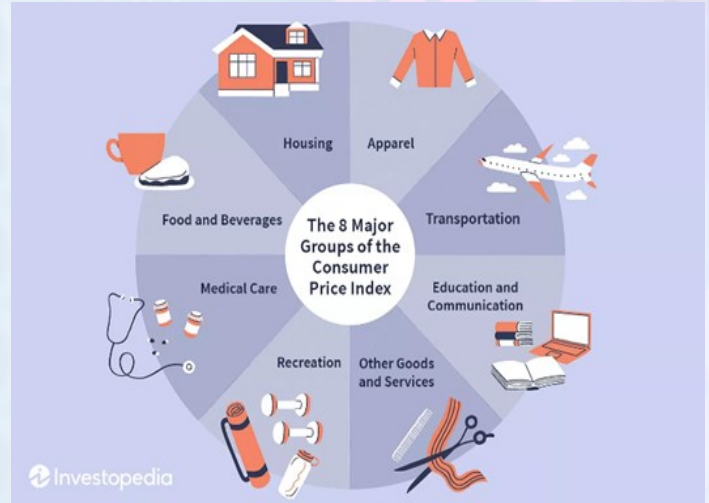 Housing
Apparel
Food and Beverages
Transportation
The 8 Major
Groups of the
Consumer
Price Index
Medical Care
Education and
Communication
Recreation
Other Goods
and Services
Investopedia